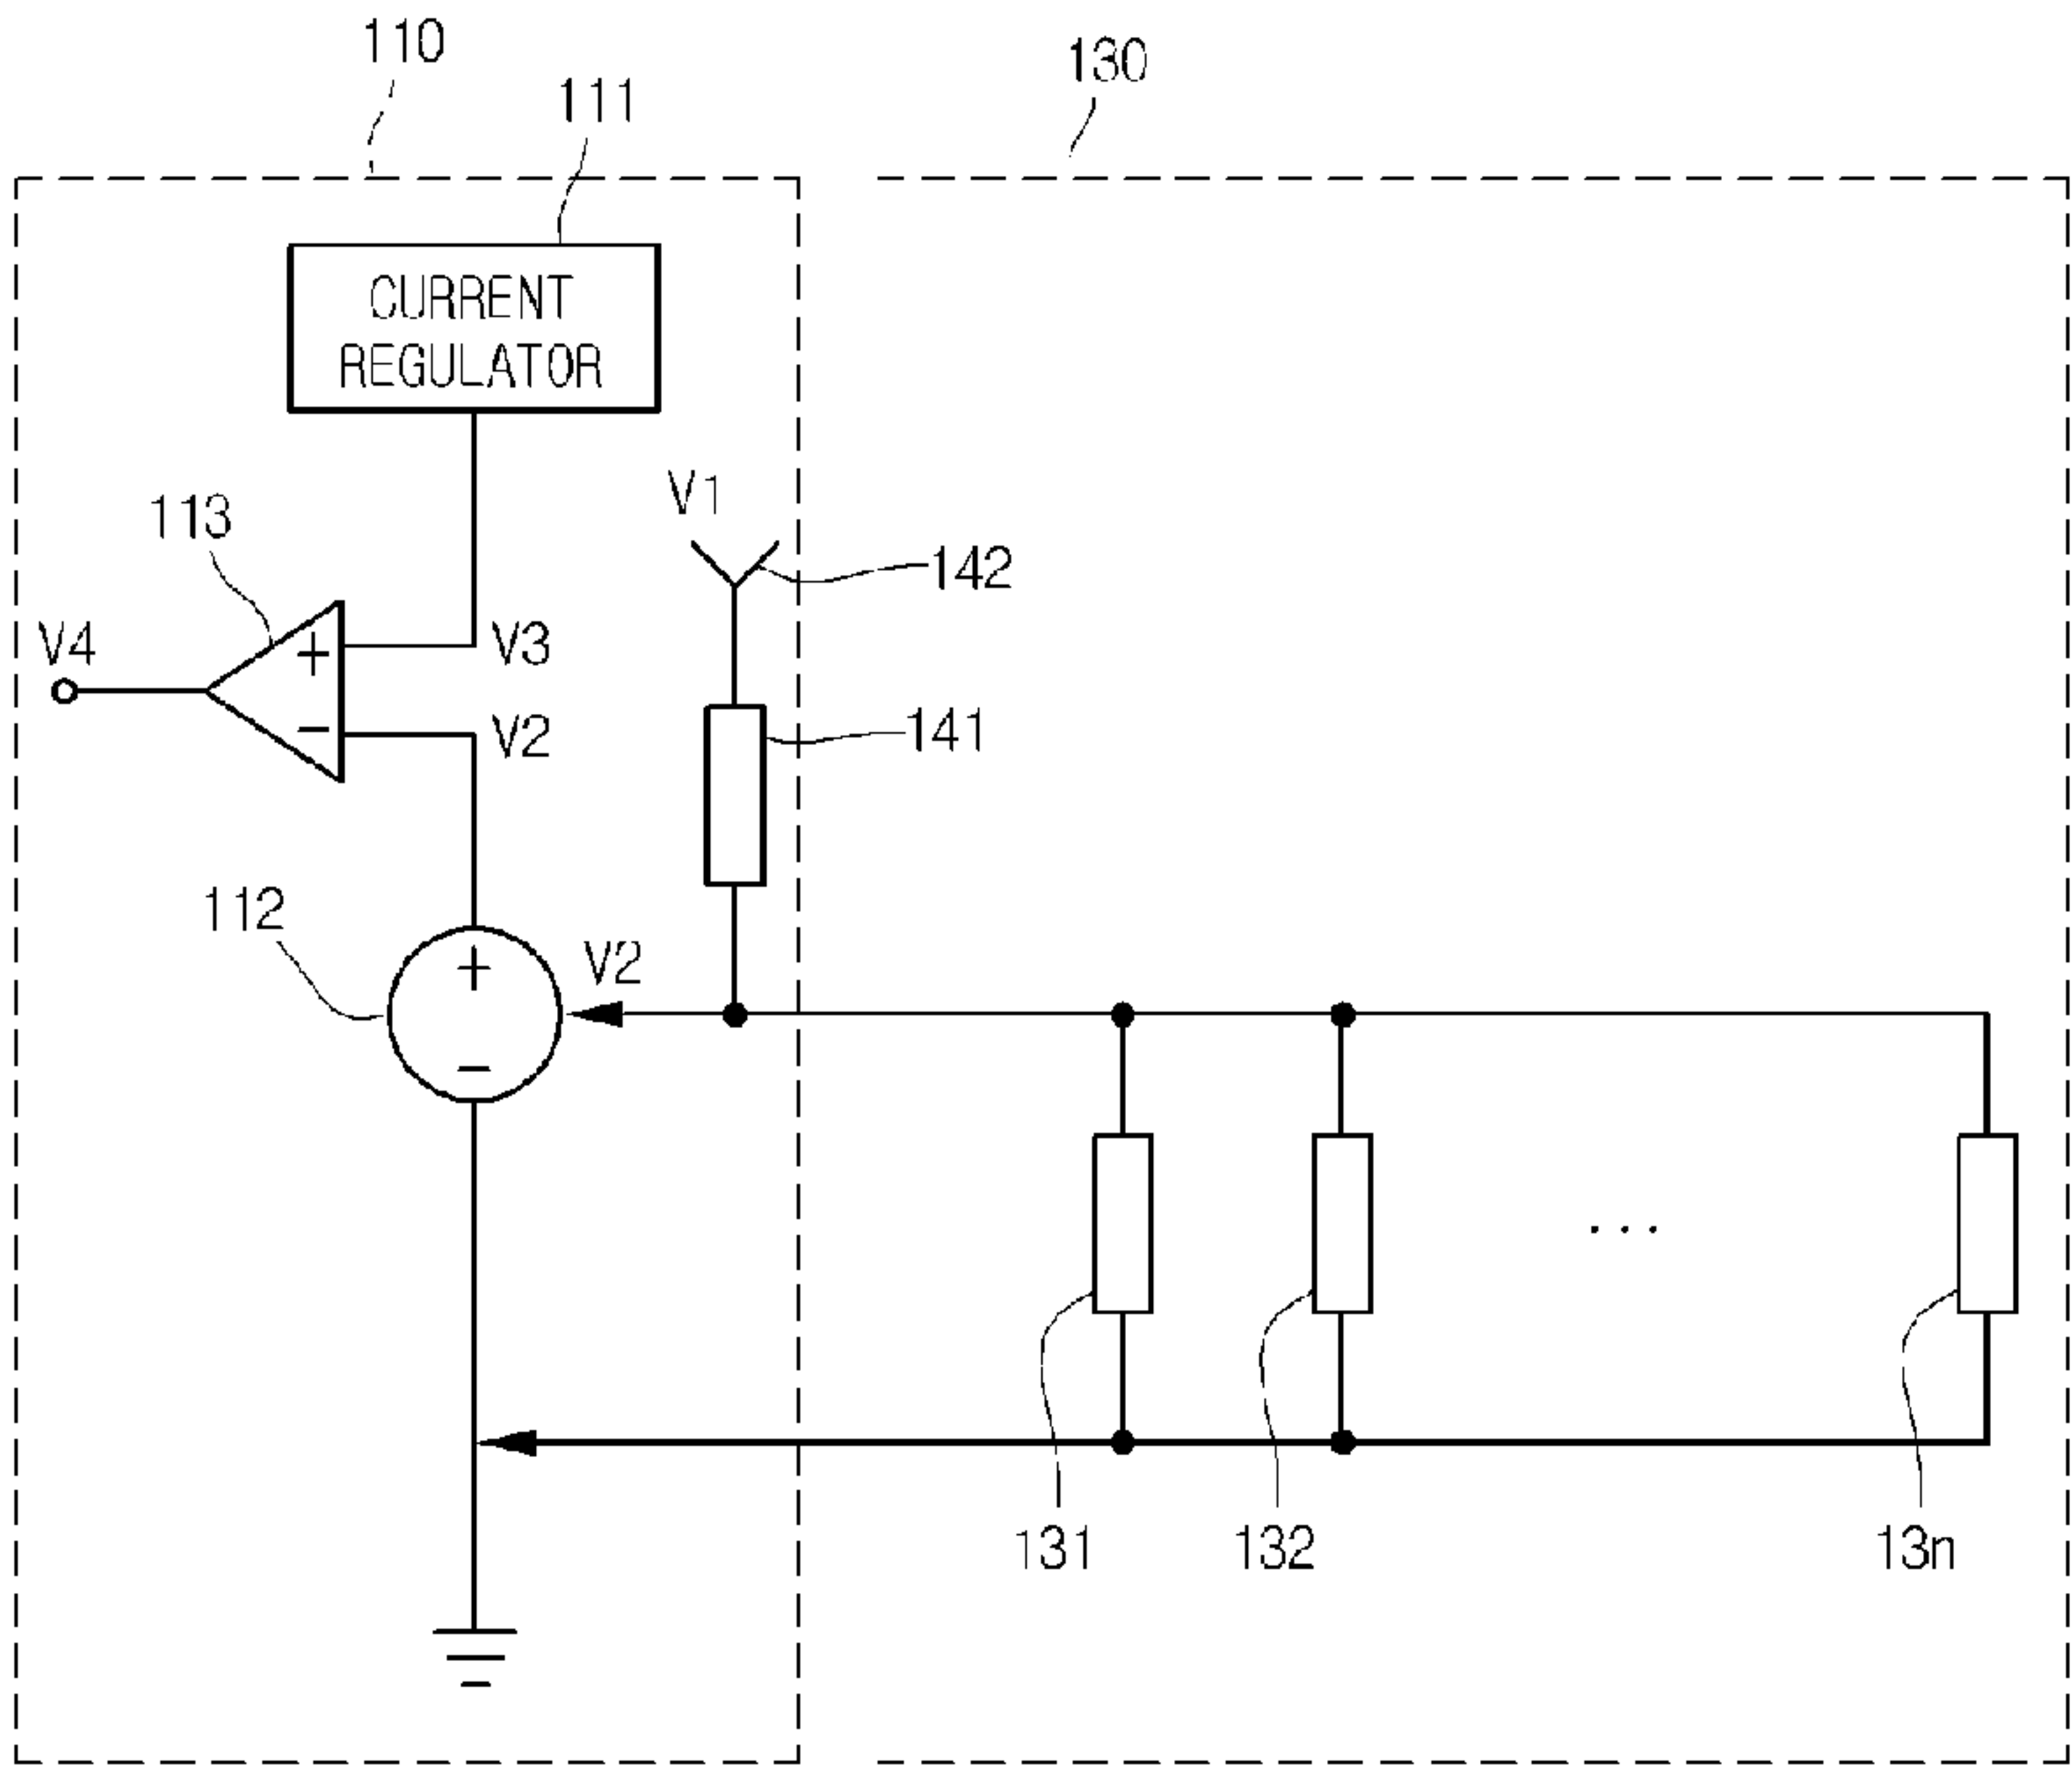 110
130
111
CURRENT
REGULATOR
V1
113
142
V4
+
V3
−
V2
141
112
+
V2
−
...
131
132
13n